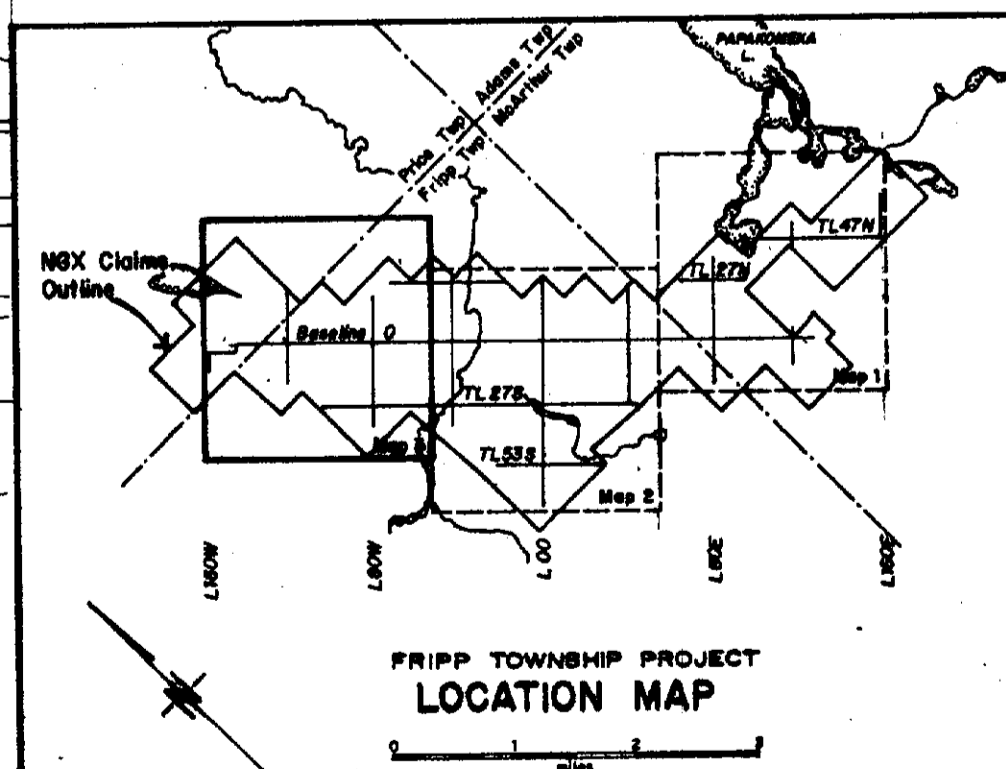 PAPAKOMEKA
L.
Adams Twp
McArthur Twp
Price Twp
Fripp Twp
TL47N
TL27N
NGX Claims
Outline
Baseline 0
Map 1
TL27S
Map
TL53S
Map 2
L160W
L80W
L00
L80E
L160E
FRIPP TOWNSHIP PROJECT
LOCATION MAP
0 1 2 3
miles